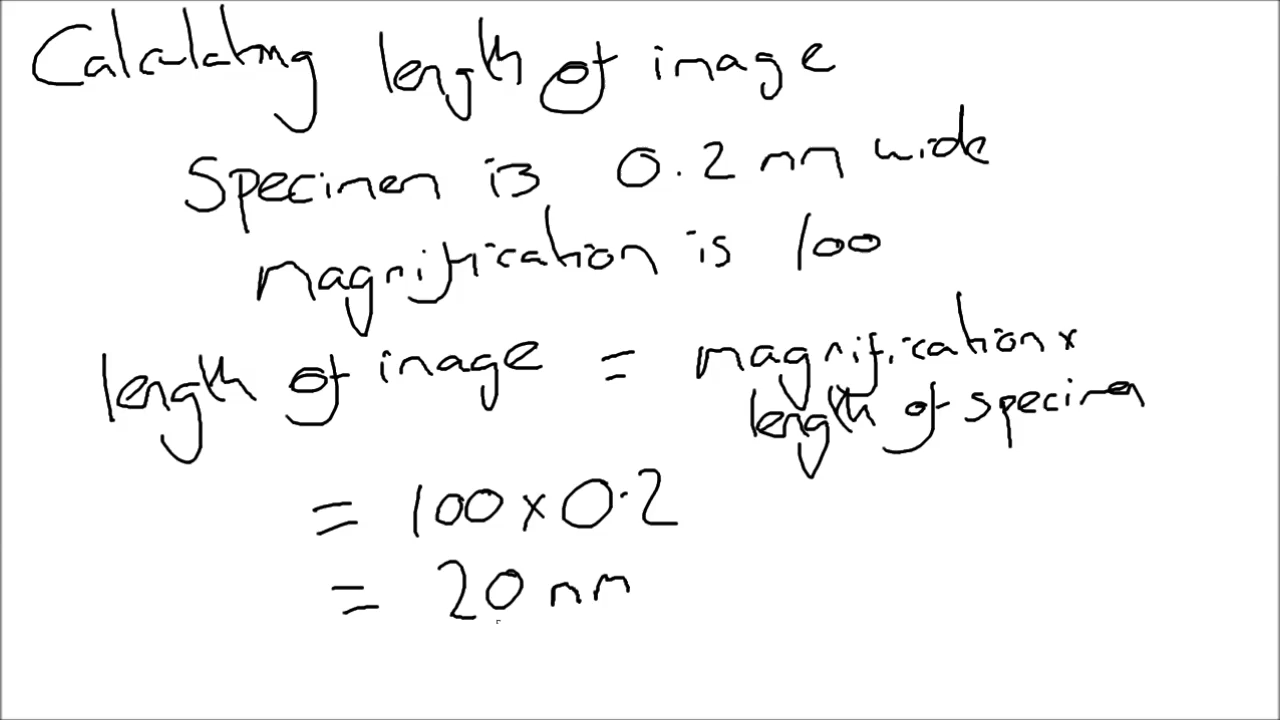 Calculating length of image
Specimen is 0.2 mm wide
magnification is 100
length of image = magnification x
length of specimen
= 100 x 0.2
= 20 mm